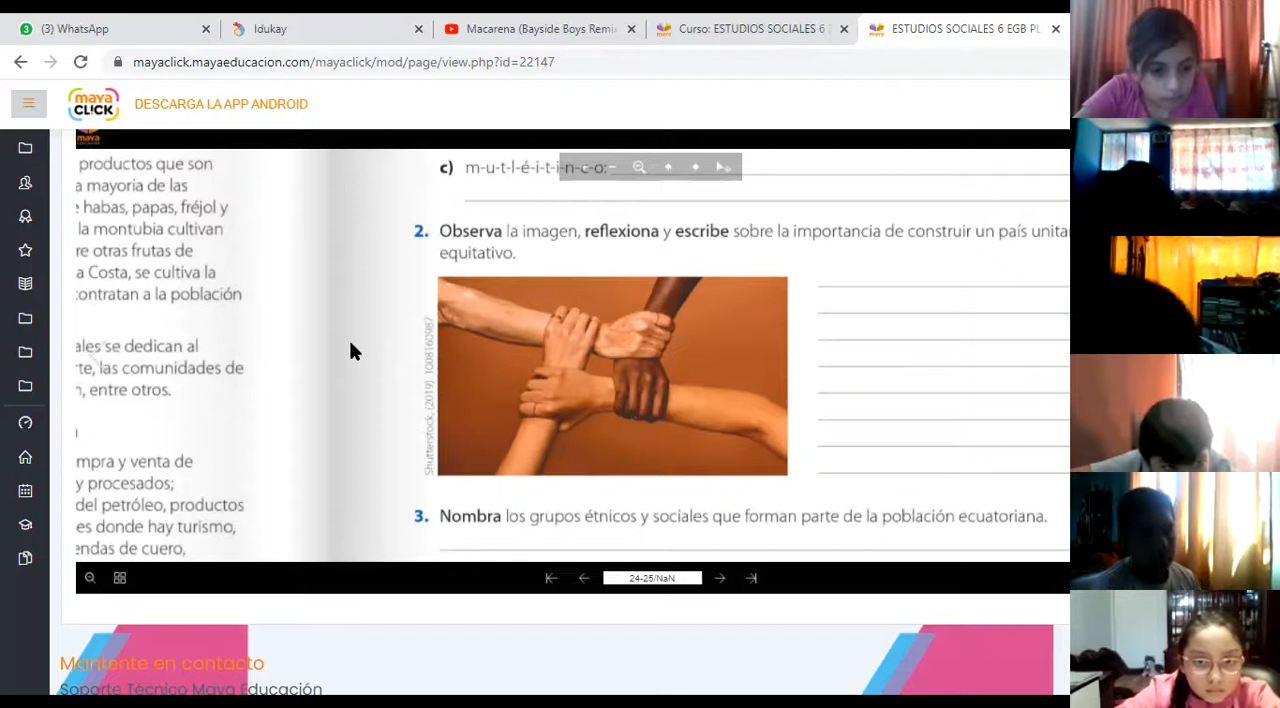 (3) WhatsApp
Idukay
Macarena (Bayside Boys Remi
Curso: ESTUDIOS SOCIALES 6
ESTUDIOS SOCIALES 6 EGB PL
mayaclick.mayaeducacion.com/mayaclick/mod/page/view.php?id=22147
maya CLICK
DESCARGA LA APP ANDROID
maya
productos que son
a mayoría de las
habas, papas, fréjol y
la montubia cultivan
re otras frutas de
a Costa, se cultiva la
contratan a la población
ales se dedican al
te, las comunidades de
n, entre otros.
mpra y venta de
y procesados;
del petróleo, productos
es donde hay turismo,
endas de cuero,
c) m-u-t-l-é-i-t-i-n-c-o:
2. Observa la imagen, reflexiona y escribe sobre la importancia de construir un país unita
equitativo.
Shutterstock, (2019). 1008160987
3. Nombra los grupos étnicos y sociales que forman parte de la población ecuatoriana.
24-25/NaN
Mantente en contacto
Soporte Técnico Maya Educación